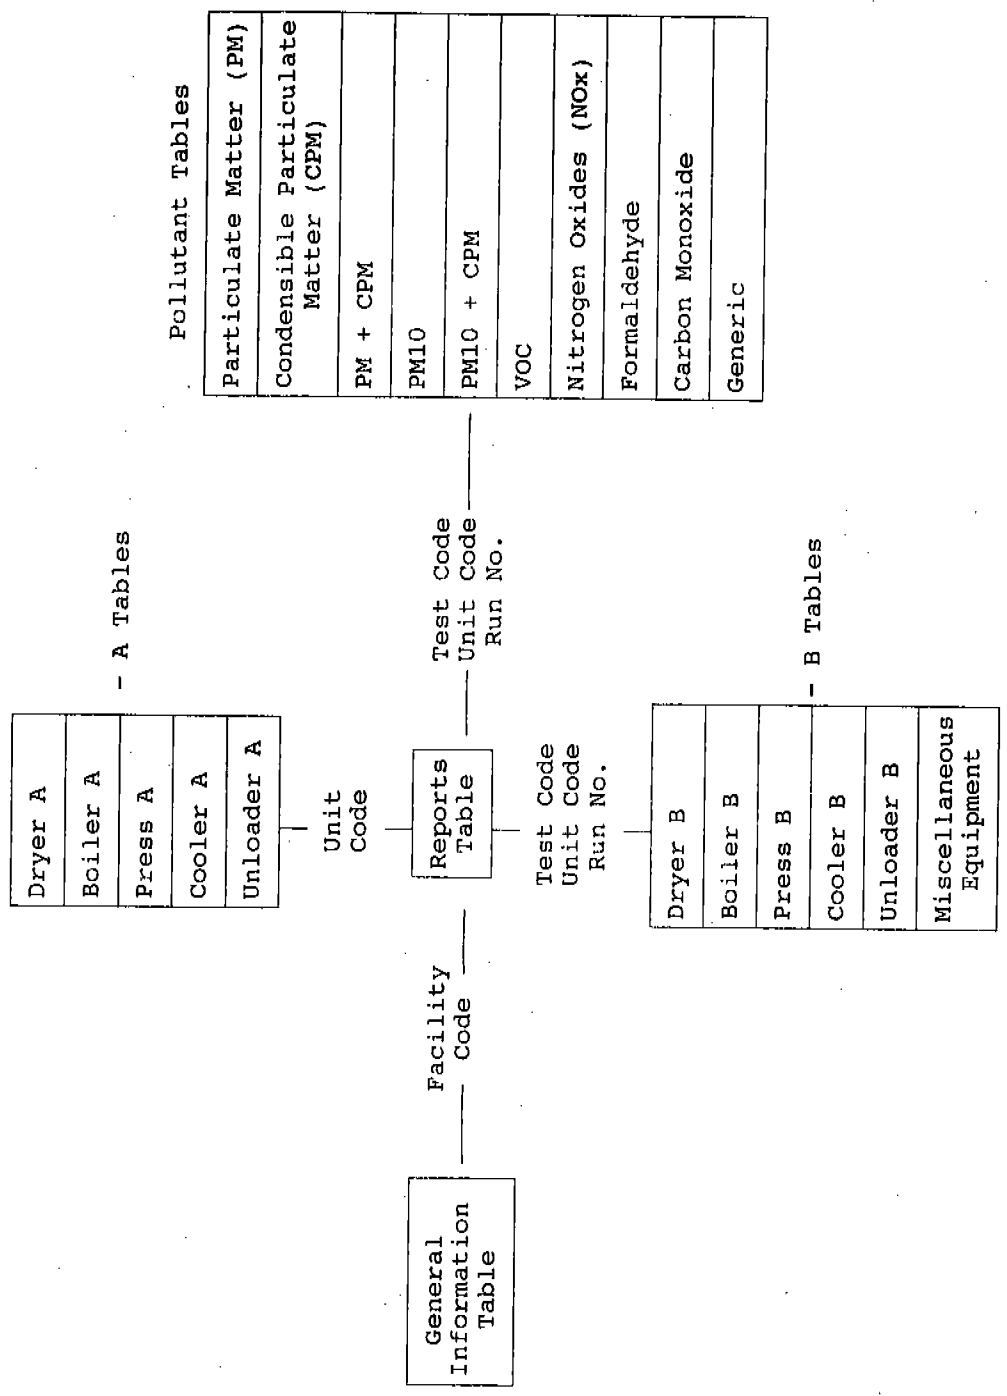 Dryer A
Boiler A
Press A
Cooler A
Unloader A
- A Tables
Unit
Code
General
Information
Table
Facility
Code
Reports
Table
Test Code
Unit Code
Run No.
Pollutant Tables
Particulate Matter (PM)
Condensible Particulate
Matter (CPM)
PM + CPM
PM10
PM10 + CPM
VOC
Nitrogen Oxides (NOx)
Formaldehyde
Carbon Monoxide
Generic
Test Code
Unit Code
Run No.
Dryer B
Boiler B
Press B
Cooler B
Unloader B
Miscellaneous
Equipment
- B Tables